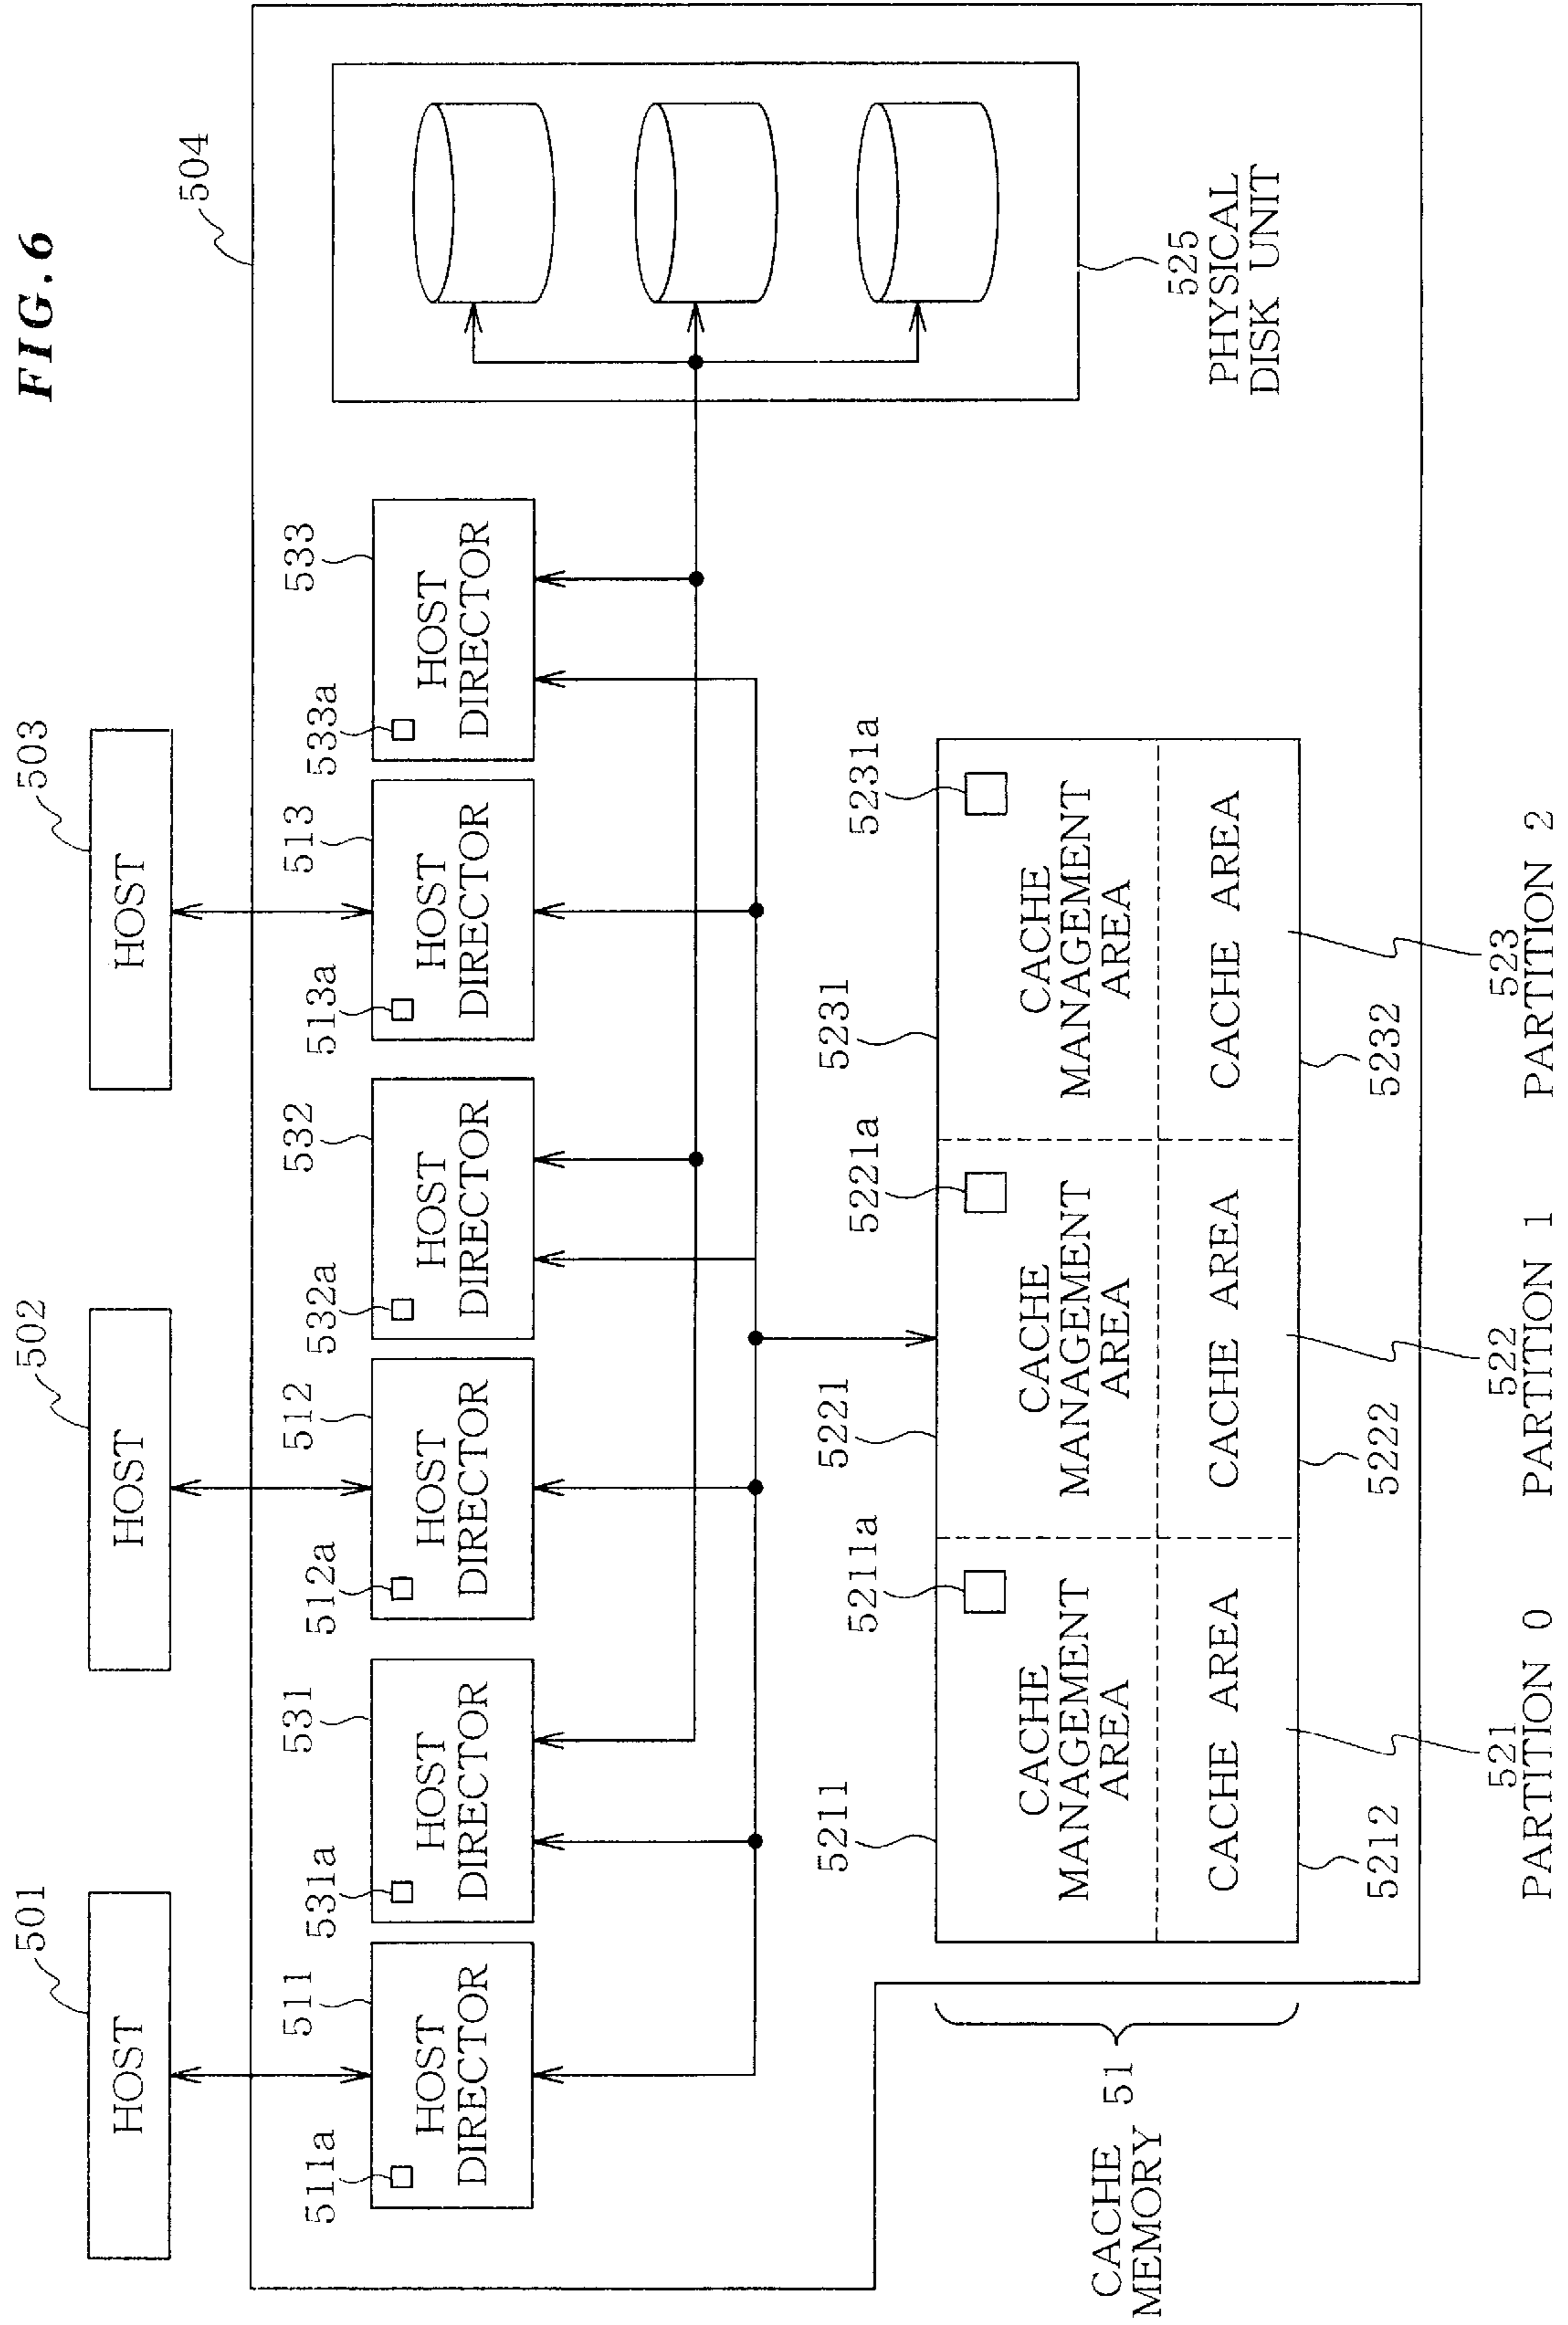 FIG.6
501
HOST
502
HOST
503
HOST
504
511a
511
HOST
DIRECTOR
531a
531
HOST
DIRECTOR
512a
512
HOST
DIRECTOR
532a
532
HOST
DIRECTOR
513a
513
HOST
DIRECTOR
533a
533
HOST
DIRECTOR
525
PHYSICAL
DISK UNIT
CACHE
MEMORY 51
5211
5211a
CACHE
MANAGEMENT
AREA
CACHE AREA
5212
521
PARTITION 0
5221
5221a
CACHE
MANAGEMENT
AREA
CACHE AREA
5222
522
PARTITION 1
5231
5231a
CACHE
MANAGEMENT
AREA
CACHE AREA
5232
523
PARTITION 2